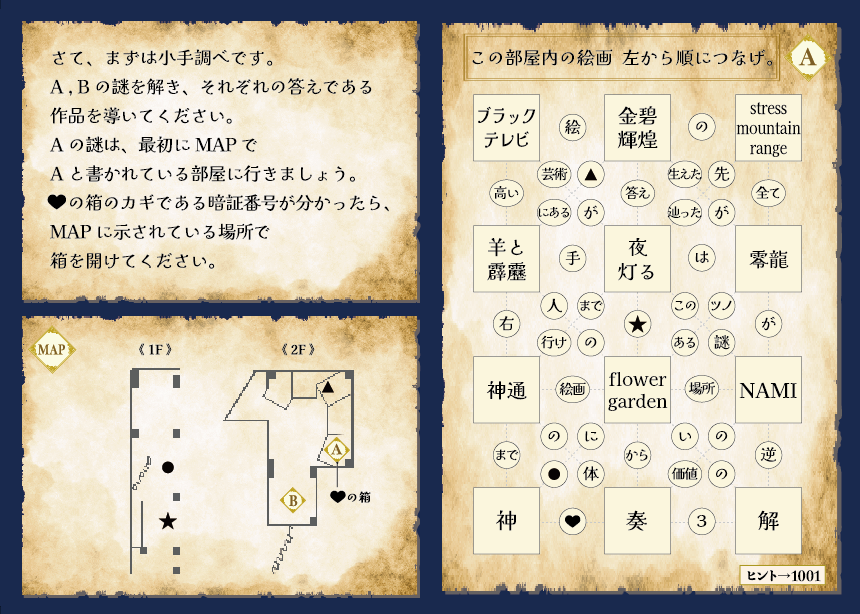 さて、まずは小手調べです。
A , B の謎を解き、それぞれの答えである
作品を導いてください。
A の謎は、最初に MAP で
A と書かれている部屋に行きましょう。
♥の箱のカギである暗証番号が分かったら、
MAP に示されている場所で
箱を開けてください。
MAP
《 1F 》
《 2F 》
▲
A
●
B
♥の箱
★
この部屋内の絵画 左から順につなげ。
A
ブラック
テレビ
絵
金碧
輝煌
の
stress
mountain
range
芸術
▲
生えた
先
高い
答え
全て
にある
が
辿った
が
羊と
霹靂
手
夜
灯る
は
零龍
人
まで
この
ツノ
右
★
が
行け
の
ある
謎
神通
絵画
flower
garden
場所
NAMI
の
に
い
の
まで
から
逆
●
体
価値
の
神
♥
奏
3
解
ヒント→1001